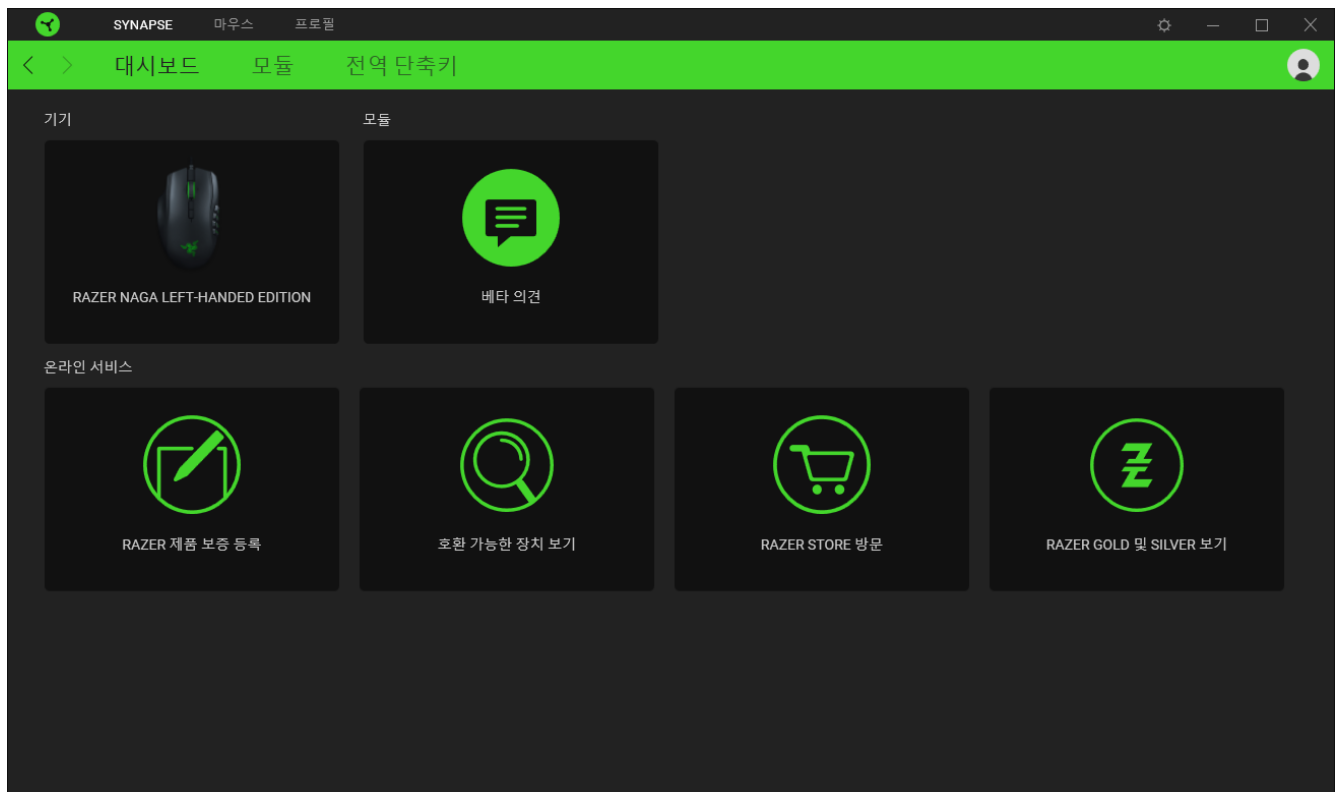 SYNAPSE 마우스 프로필
대시보드 모듈 전역 단축키
기기 모듈
RAZER NAGA LEFT-HANDED EDITION 베타 의견
온라인 서비스
RAZER 제품 보증 등록 호환 가능한 장치 보기 RAZER STORE 방문 RAZER GOLD 및 SILVER 보기